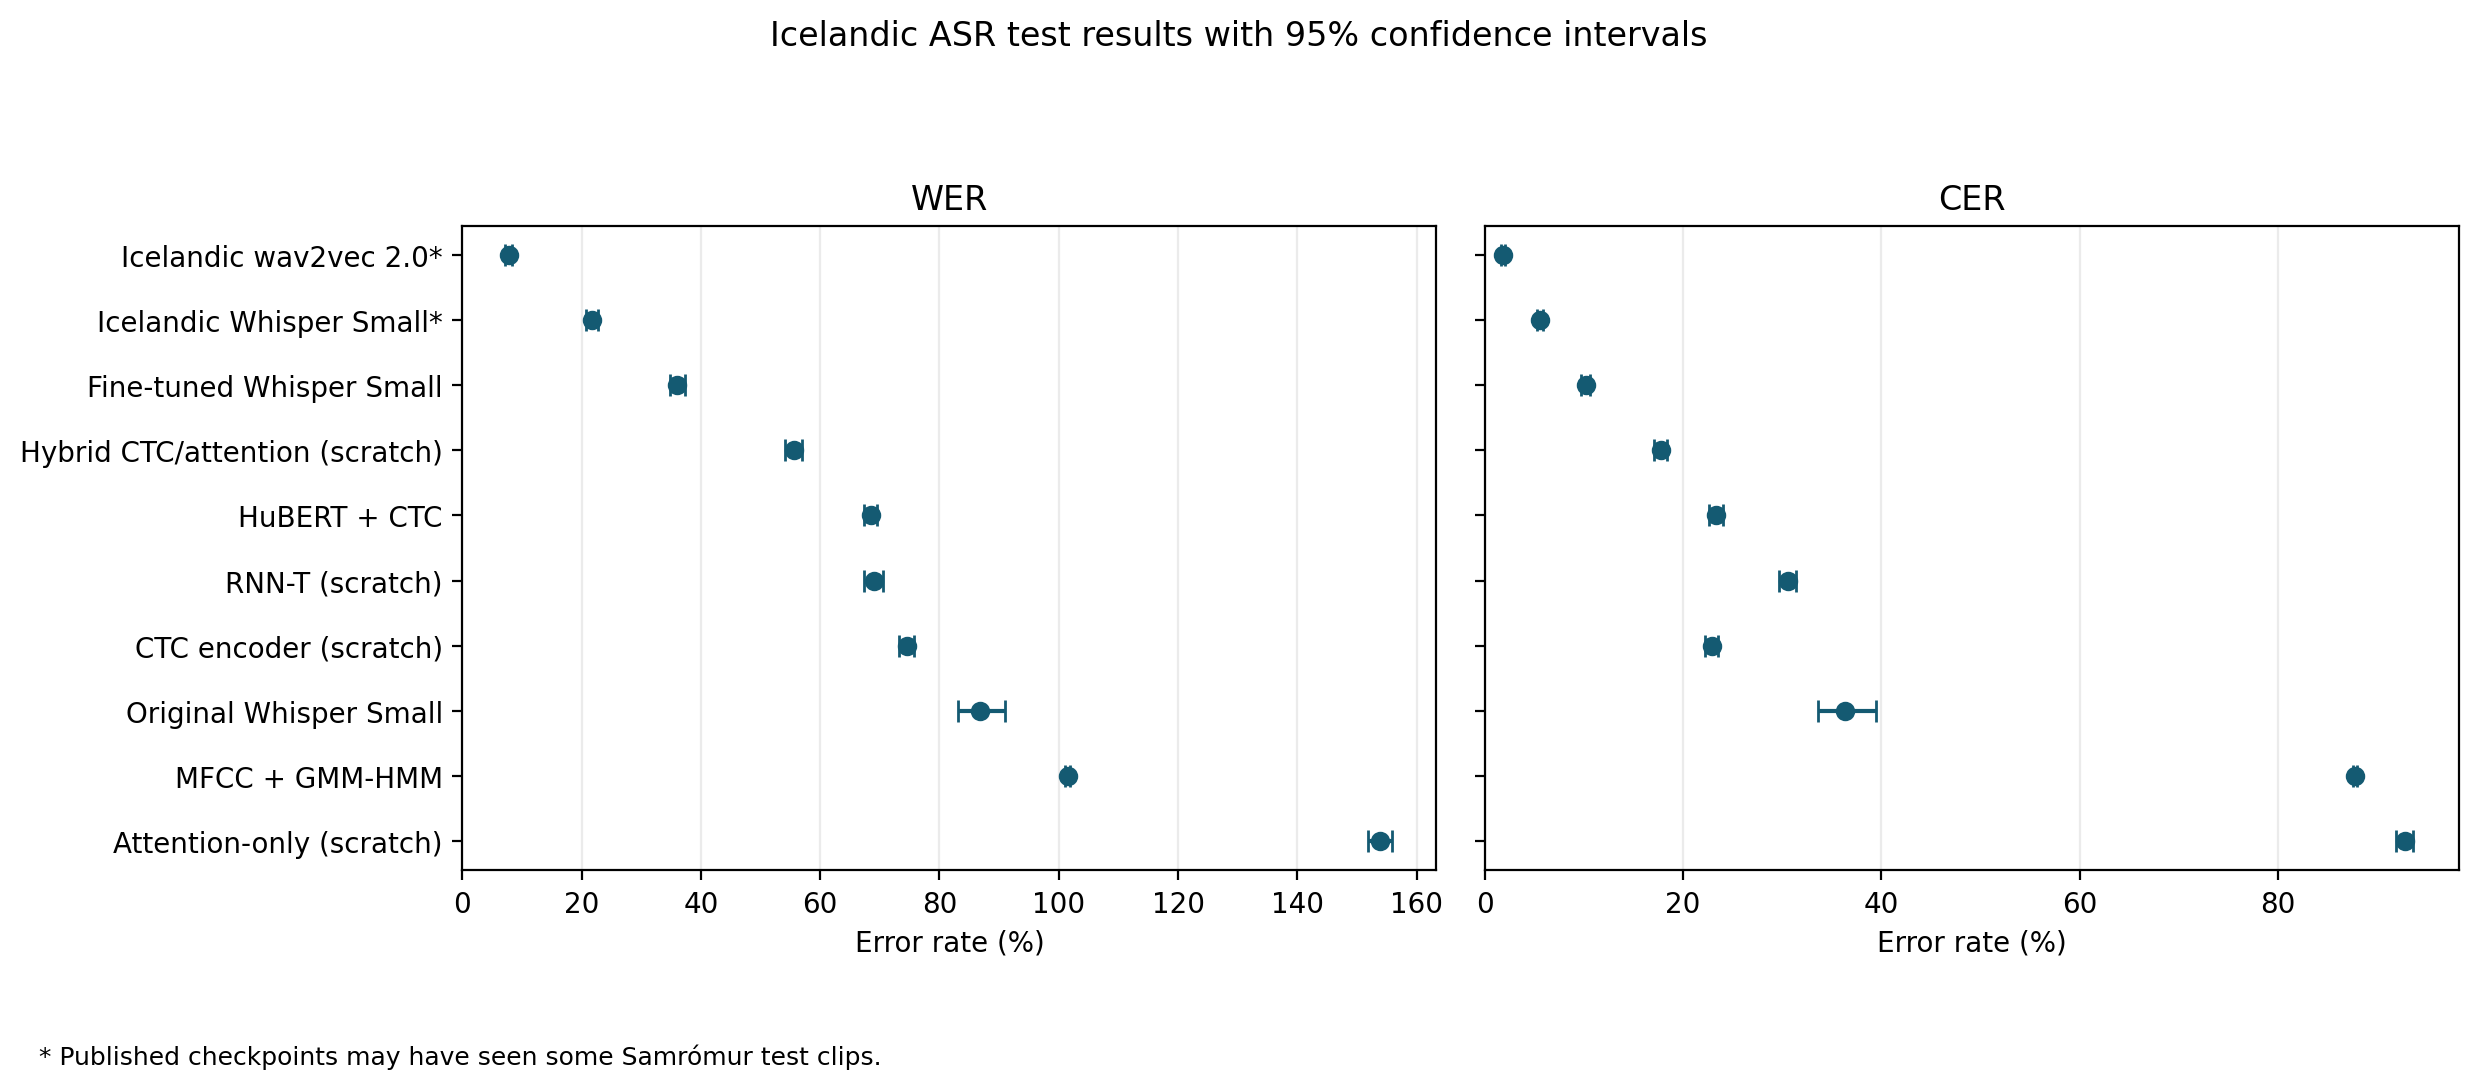 Icelandic ASR test results with 95% confidence intervals
WER
CER
Icelandic wav2vec 2.0*
Icelandic Whisper Small*
Fine-tuned Whisper Small
Hybrid CTC/attention (scratch)
HuBERT + CTC
RNN-T (scratch)
CTC encoder (scratch)
Original Whisper Small
MFCC + GMM-HMM
Attention-only (scratch)
0 20 40 60 80 100 120 140 160
0 20 40 60 80
Error rate (%)
Error rate (%)
* Published checkpoints may have seen some Samrómur test clips.